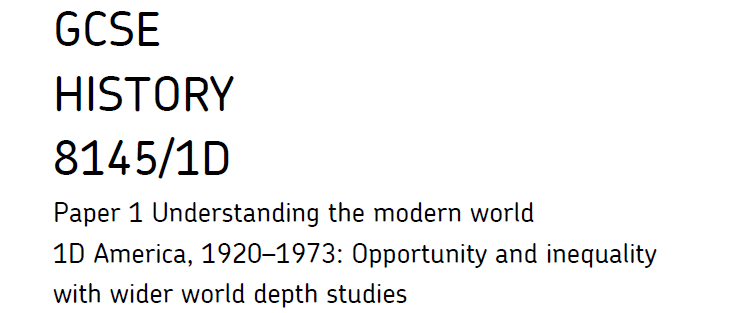 GCSE
HISTORY
8145/1D
Paper 1 Understanding the modern world
1D America, 1920–1973: Opportunity and inequality
with wider world depth studies